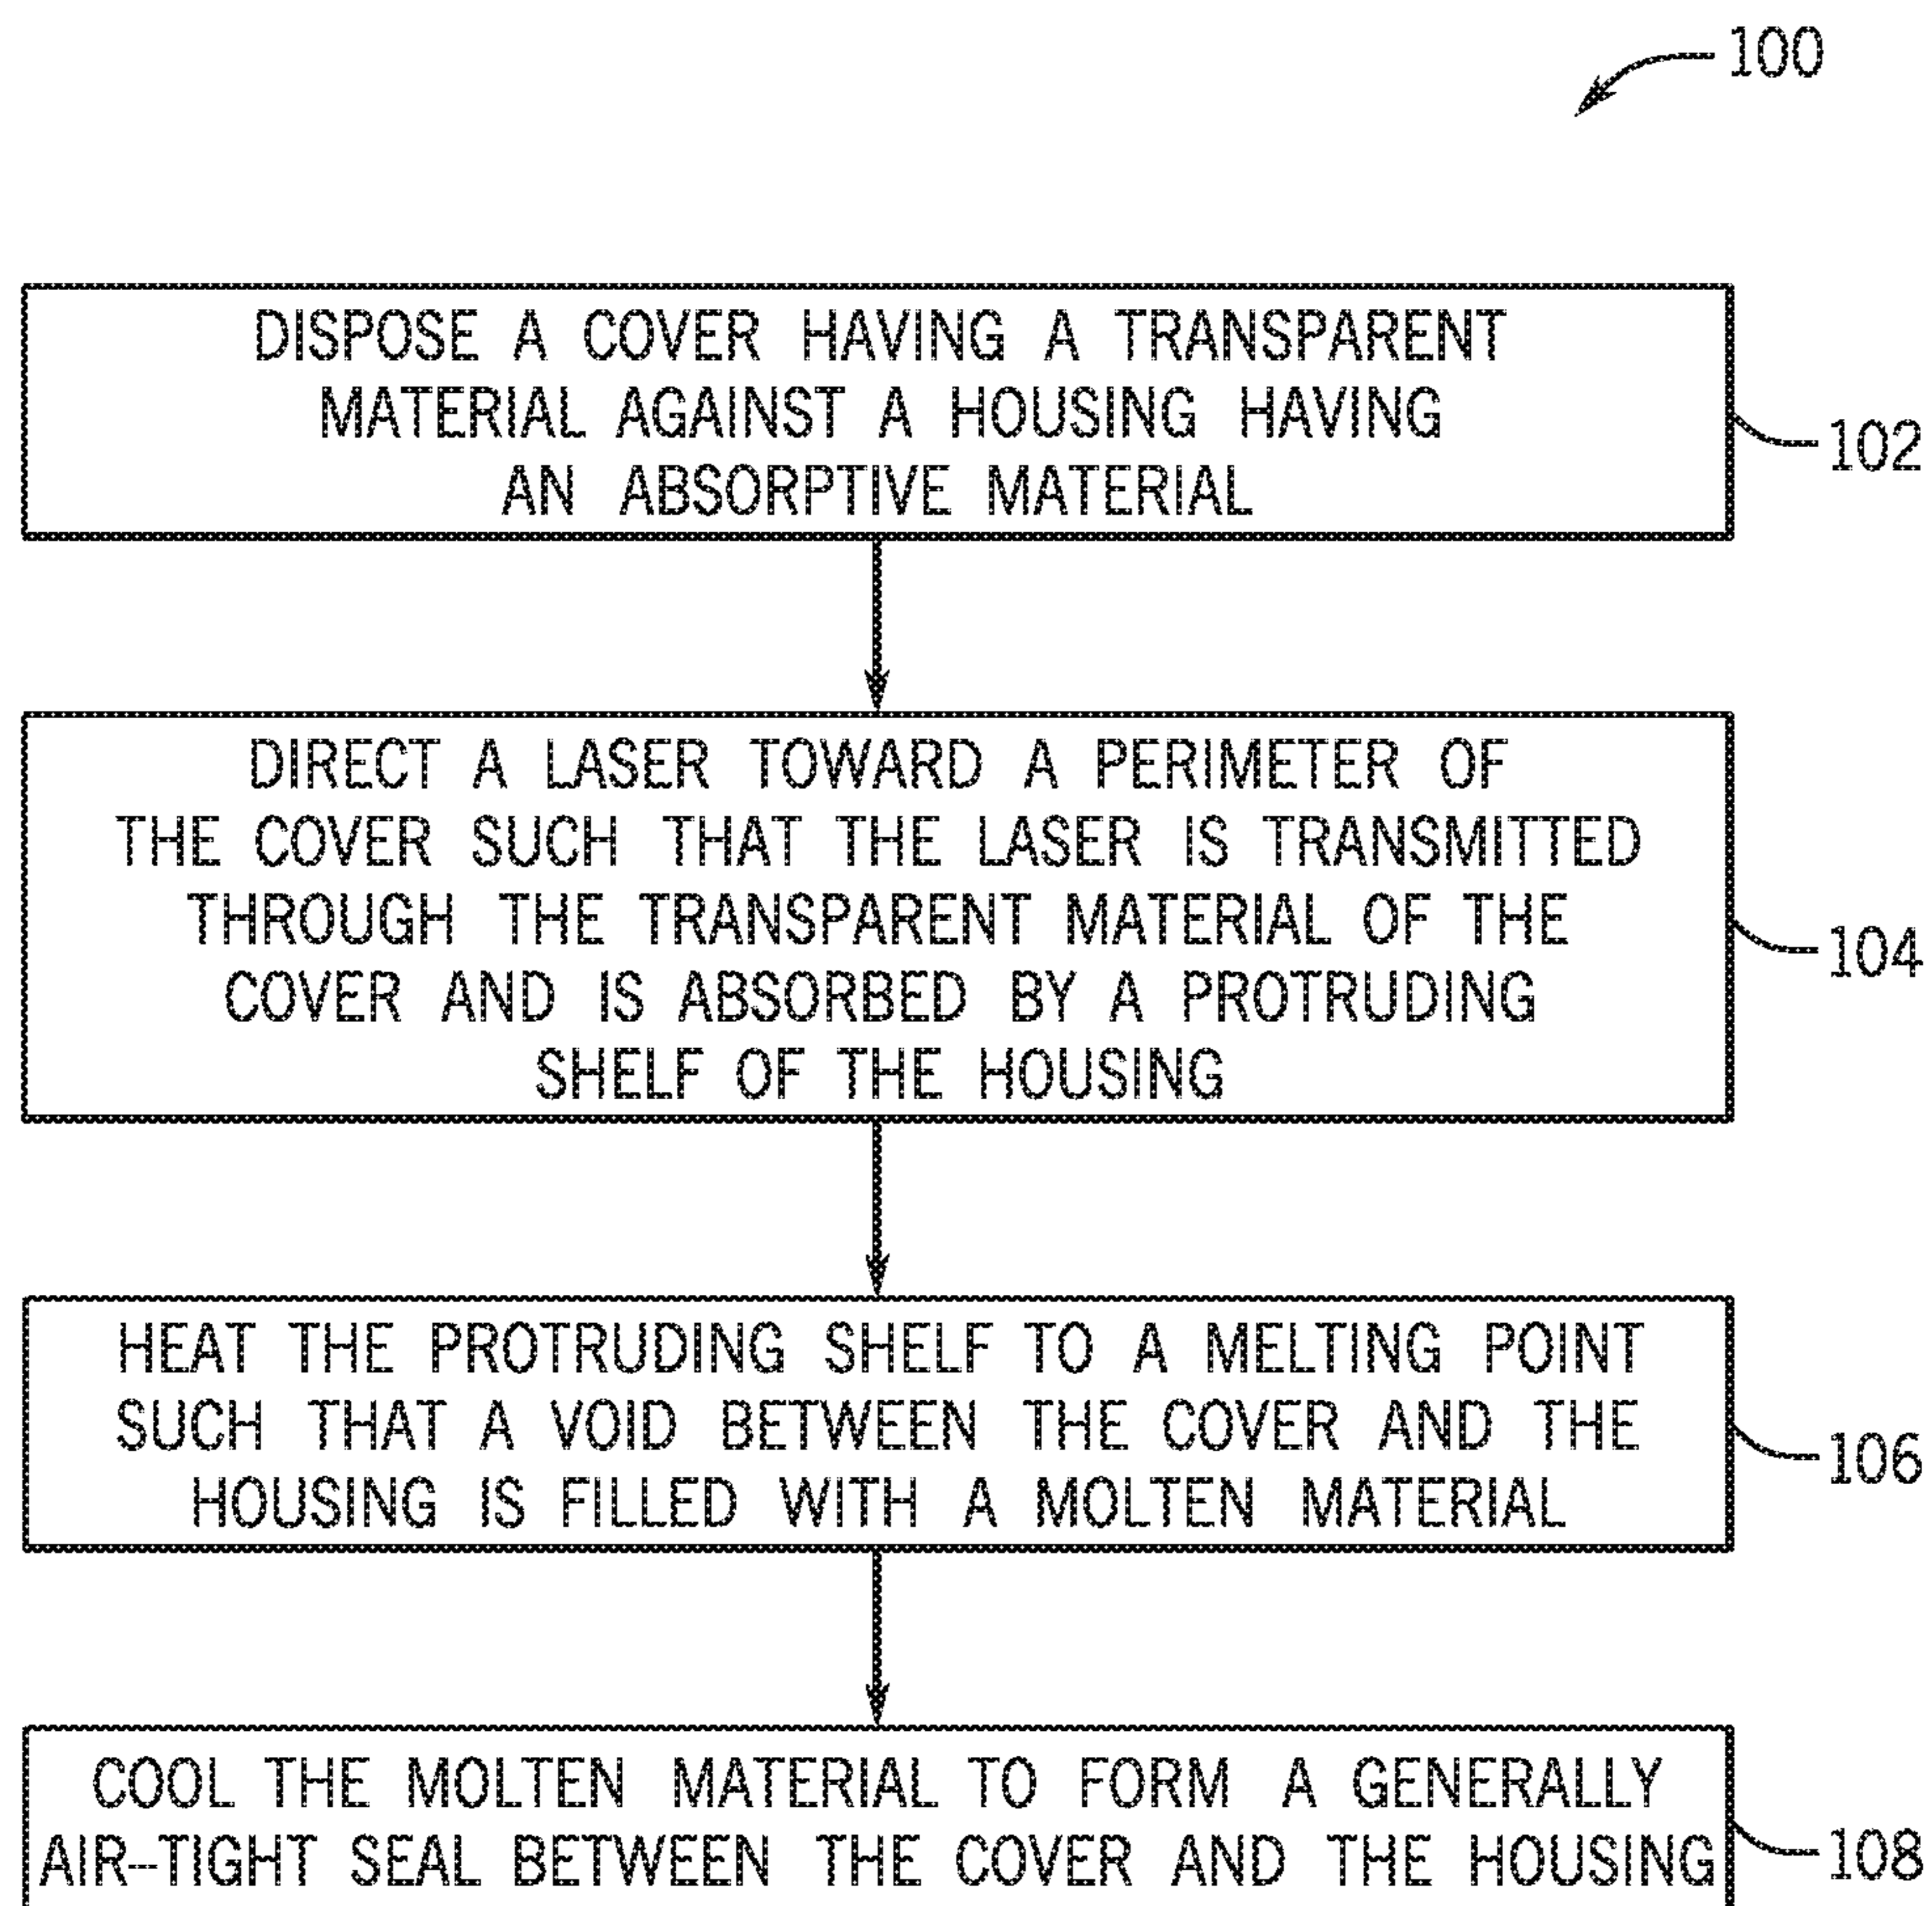 100
DISPOSE A COVER HAVING A TRANSPARENT
MATERIAL AGAINST A HOUSING HAVING
AN ABSORPTIVE MATERIAL
102
DIRECT A LASER TOWARD A PERIMETER OF
THE COVER SUCH THAT THE LASER IS TRANSMITTED
THROUGH THE TRANSPARENT MATERIAL OF THE
COVER AND IS ABSORBED BY A PROTRUDING
SHELF OF THE HOUSING
104
HEAT THE PROTRUDING SHELF TO A MELTING POINT
SUCH THAT A VOID BETWEEN THE COVER AND THE
HOUSING IS FILLED WITH A MOLTEN MATERIAL
106
COOL THE MOLTEN MATERIAL TO FORM A GENERALLY
AIR-TIGHT SEAL BETWEEN THE COVER AND THE HOUSING
108